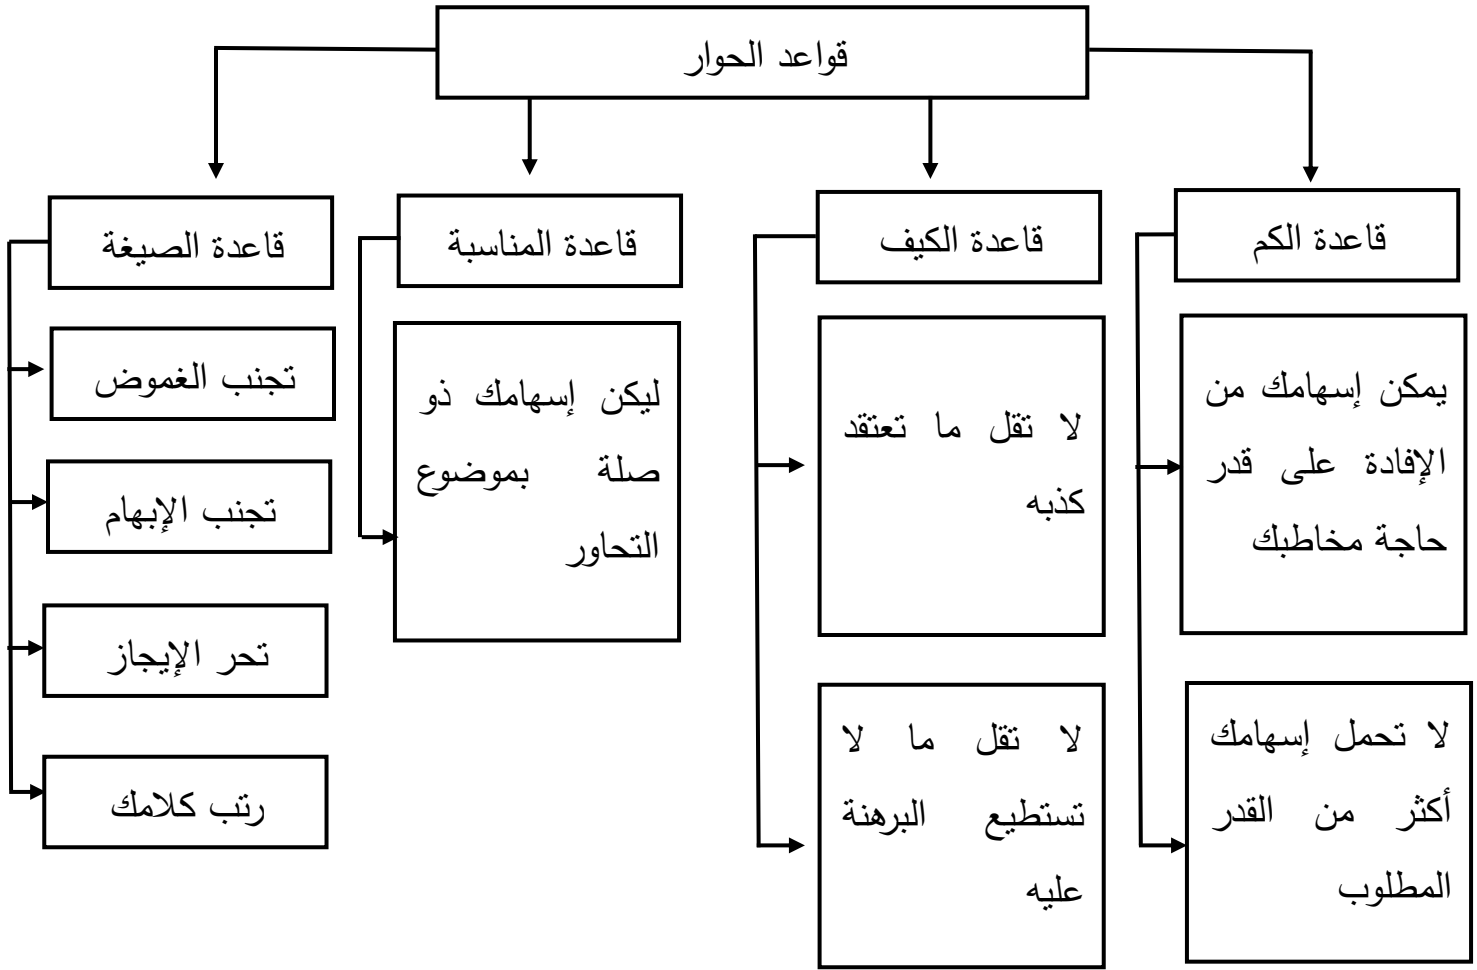 قواعد الحوار
قاعدة الكم
يمكن إسهامك من
الإفادة على قدر
حاجة مخاطبك
لا تحمل إسهامك
أكثر من القدر
المطلوب
قاعدة الكيف
لا تقل ما تعتقد
كذبه
لا تقل ما لا
تستطيع البرهنة
عليه
قاعدة المناسبة
ليكن إسهامك ذو
صلة بموضوع
التحاور
قاعدة الصيغة
تجنب الغموض
تجنب الإبهام
تحر الإيجاز
رتب كلامك